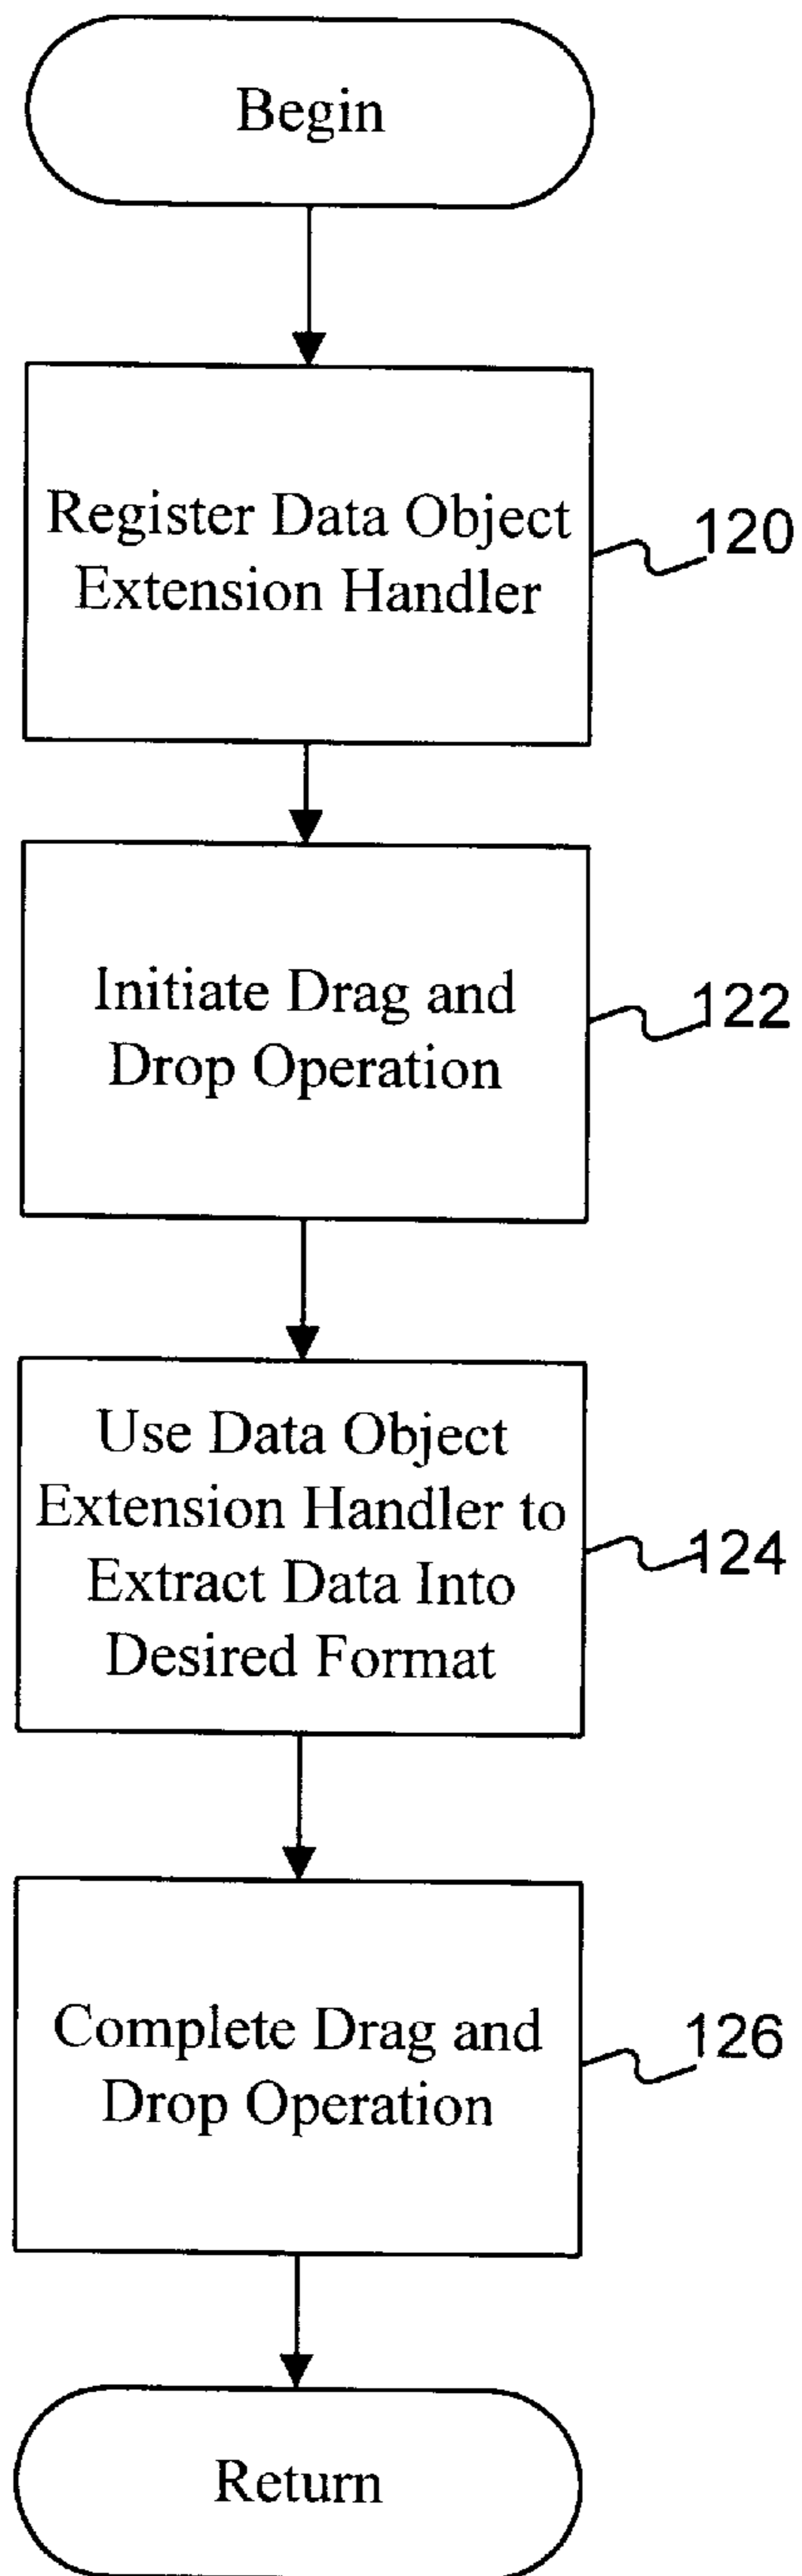 Begin
Register Data Object
Extension Handler
120
Initiate Drag and
Drop Operation
122
Use Data Object
Extension Handler to
Extract Data Into
Desired Format
124
Complete Drag and
Drop Operation
126
Return